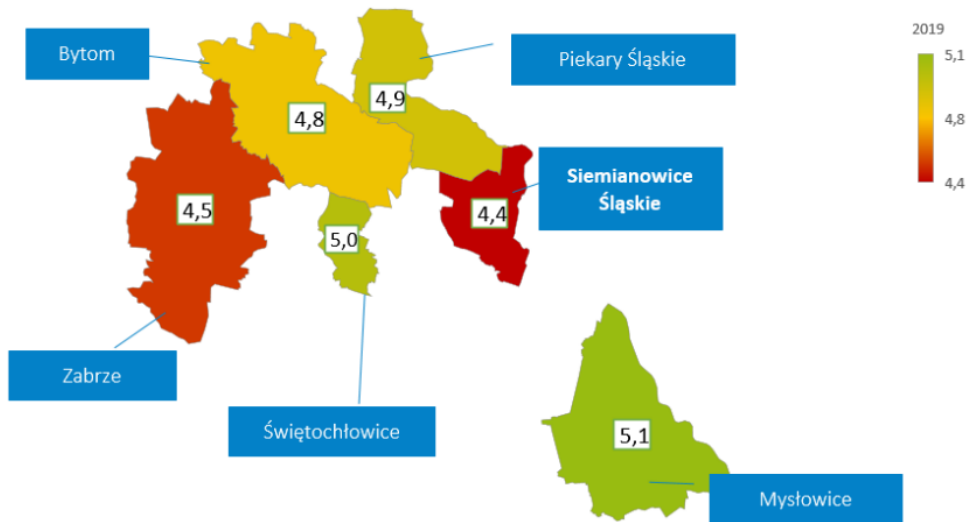 2019
5,1
4,8
4,4
Bytom
Piekary Śląskie
4,9
4,8
Siemianowice
Śląskie
4,5
4,4
5,0
Zabrze
Świętochłowice
5,1
Mysłowice